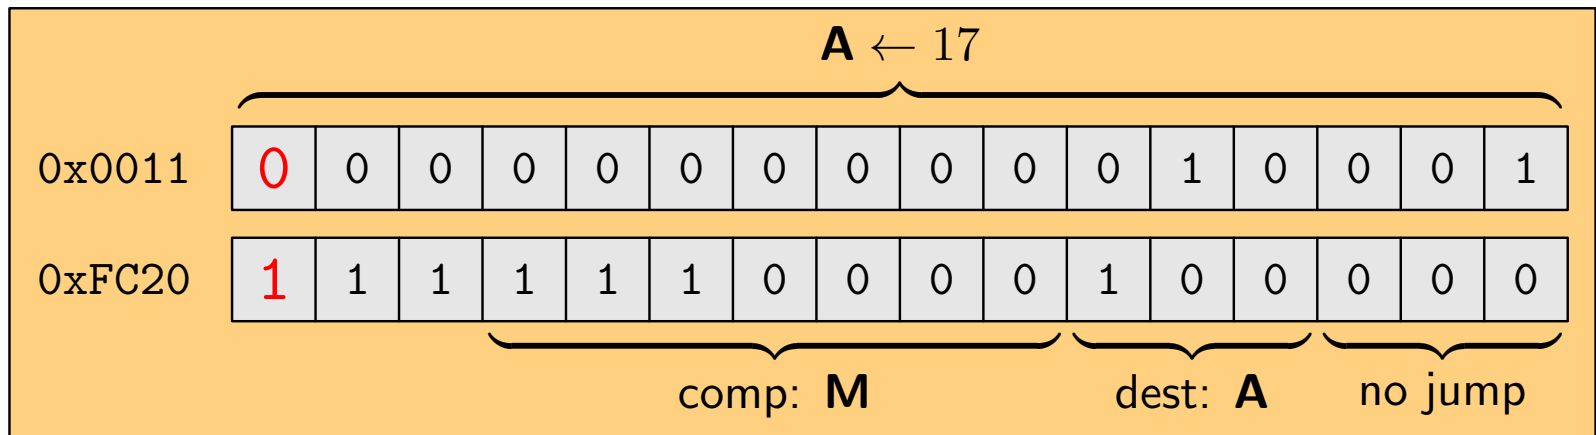 A ← 17
0x0011 0 0 0 0 0 0 0 0 0 0 0 1 0 0 0 1
0xFC20 1 1 1 1 1 1 0 0 0 0 1 0 0 0 0 0
comp: M dest: A no jump